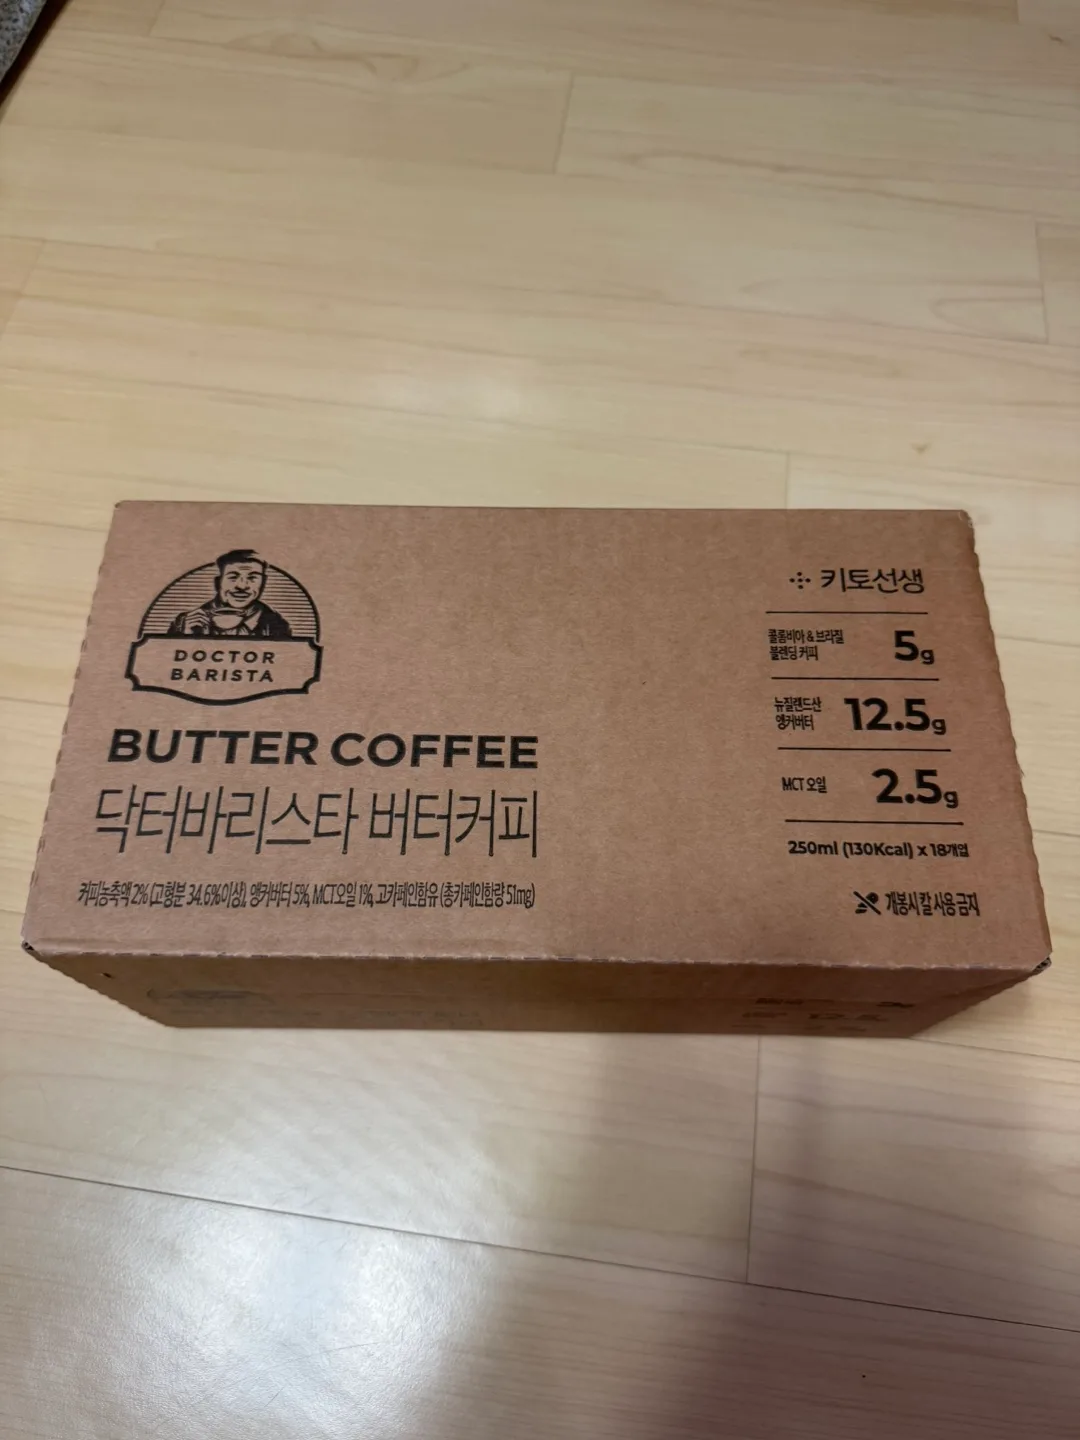 DOCTOR
BARISTA
BUTTER COFFEE
닥터바리스타 버터커피
커피농축액 2% (고형분 34.6%이상), 앵커버터 5%, MCT오일 1%, 고카페인함유 (총카페인함량 51mg)
키토선생
콜롬비아 & 브라질
블렌딩 커피
5g
뉴질랜드산
앵커버터
12.5g
MCT 오일
2.5g
250ml (130Kcal) x 18개입
개봉시 칼 사용 금지